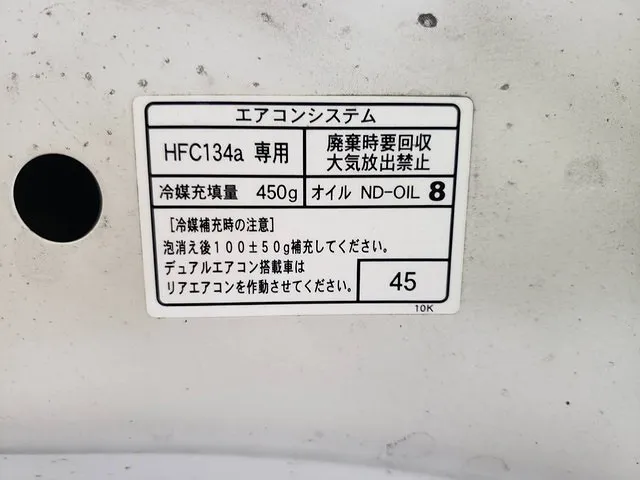 エアコンシステム
HFC134a 専用
廃棄時要回収
大気放出禁止
冷媒充填量 450g
オイル ND-OIL 8
[冷媒補充時の注意]
泡消え後100±50g補充してください。
デュアルエアコン搭載車は
リアエアコンを作動させてください。
45
10K